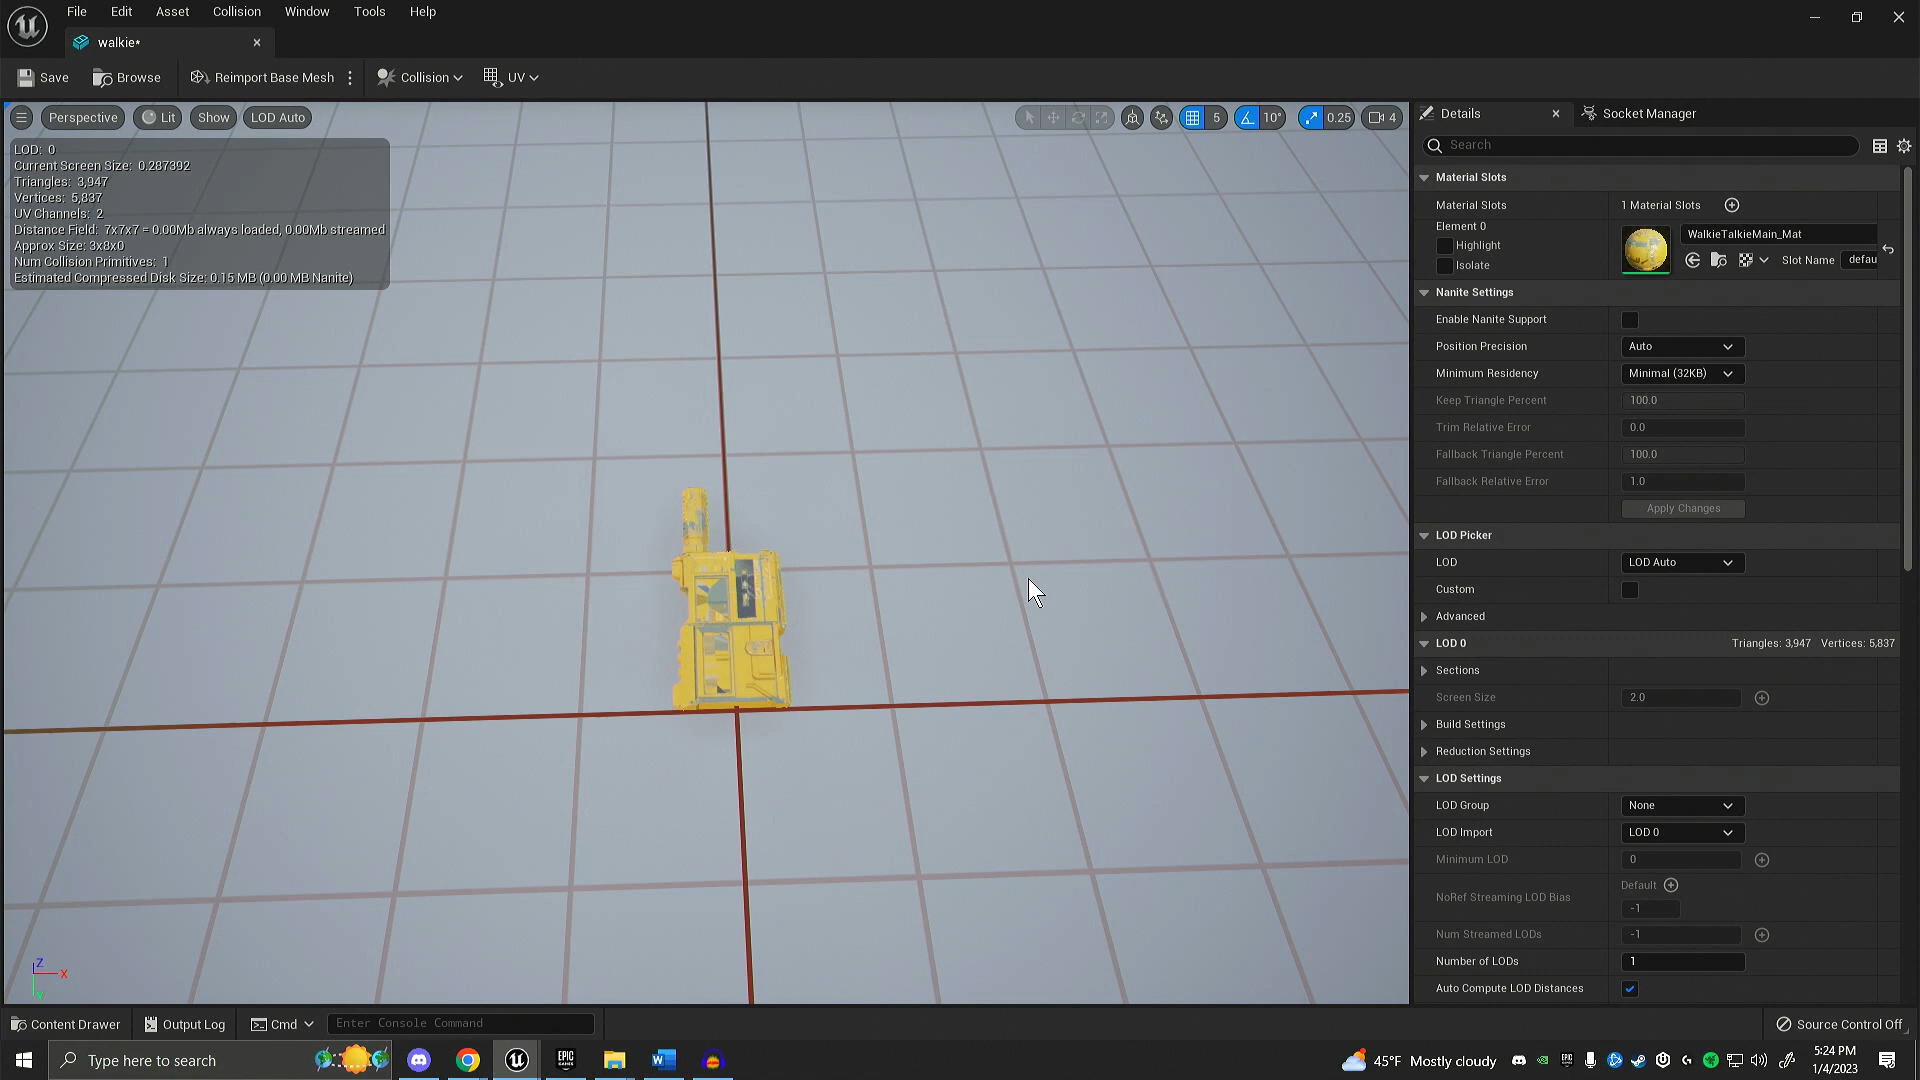 File Edit Asset Collision Window Tools Help
walkie*
Save Browse Reimport Base Mesh Collision UV
Perspective Lit Show LOD Auto 5 10° 0.25 4
LOD: 0
Current Screen Size: 0.287392
Triangles: 3,947
Vertices: 5,837
UV Channels: 2
Distance Field: 7x7x7 = 0.00Mb always loaded, 0.00Mb streamed
Approx Size: 3x8x0
Num Collision Primitives: 1
Estimated Compressed Disk Size: 0.15 MB (0.00 MB Nanite)
Z
X
Y
Details Socket Manager
Search
Material Slots
Material Slots 1 Material Slots
Element 0
Highlight
Isolate
WalkieTalkieMain_Mat
Slot Name defau
Nanite Settings
Enable Nanite Support
Position Precision Auto
Minimum Residency Minimal (32KB)
Keep Triangle Percent 100.0
Trim Relative Error 0.0
Fallback Triangle Percent 100.0
Fallback Relative Error 1.0
Apply Changes
LOD Picker
LOD LOD Auto
Custom
Advanced
LOD 0 Triangles: 3,947 Vertices: 5,837
Sections
Screen Size 2.0
Build Settings
Reduction Settings
LOD Settings
LOD Group None
LOD Import LOD 0
Minimum LOD 0
NoRef Streaming LOD Bias Default
-1
Num Streamed LODs -1
Number of LODs 1
Auto Compute LOD Distances
Content Drawer Output Log Cmd Enter Console Command Source Control Off
Type here to search
EPIC GAMES
45°F Mostly cloudy
5:24 PM
1/4/2023